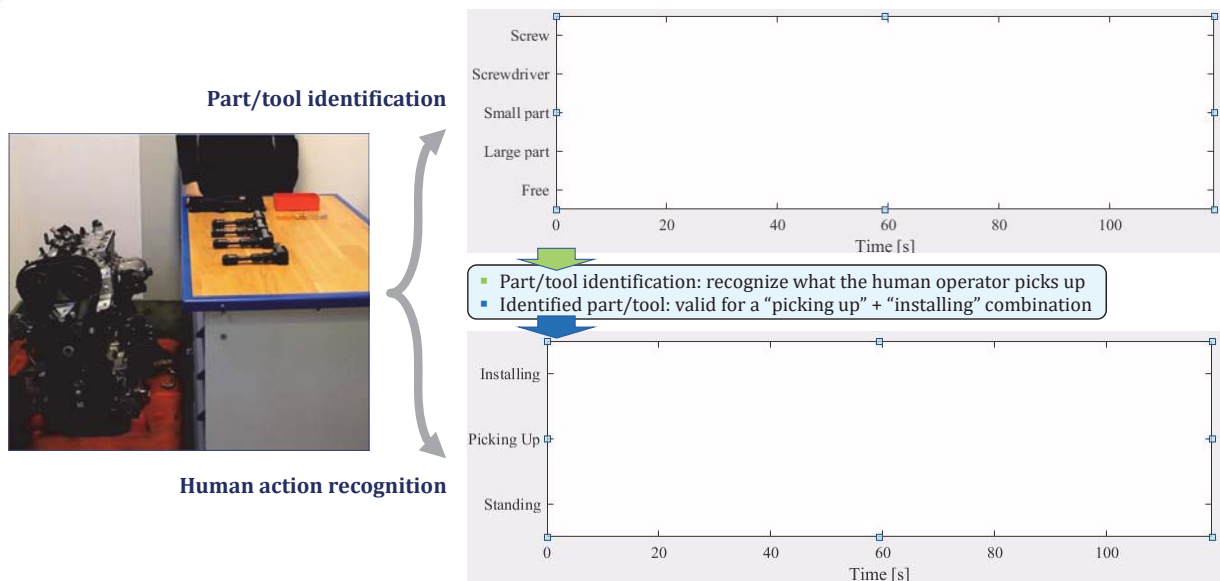 Part/tool identification
Human action recognition
Screw
Screwdriver
Small part
Large part
Free
0 20 40 60 80 100
Time [s]
Part/tool identification: recognize what the human operator picks up
Identified part/tool: valid for a “picking up” + “installing” combination
Installing
Picking Up
Standing
0 20 40 60 80 100
Time [s]